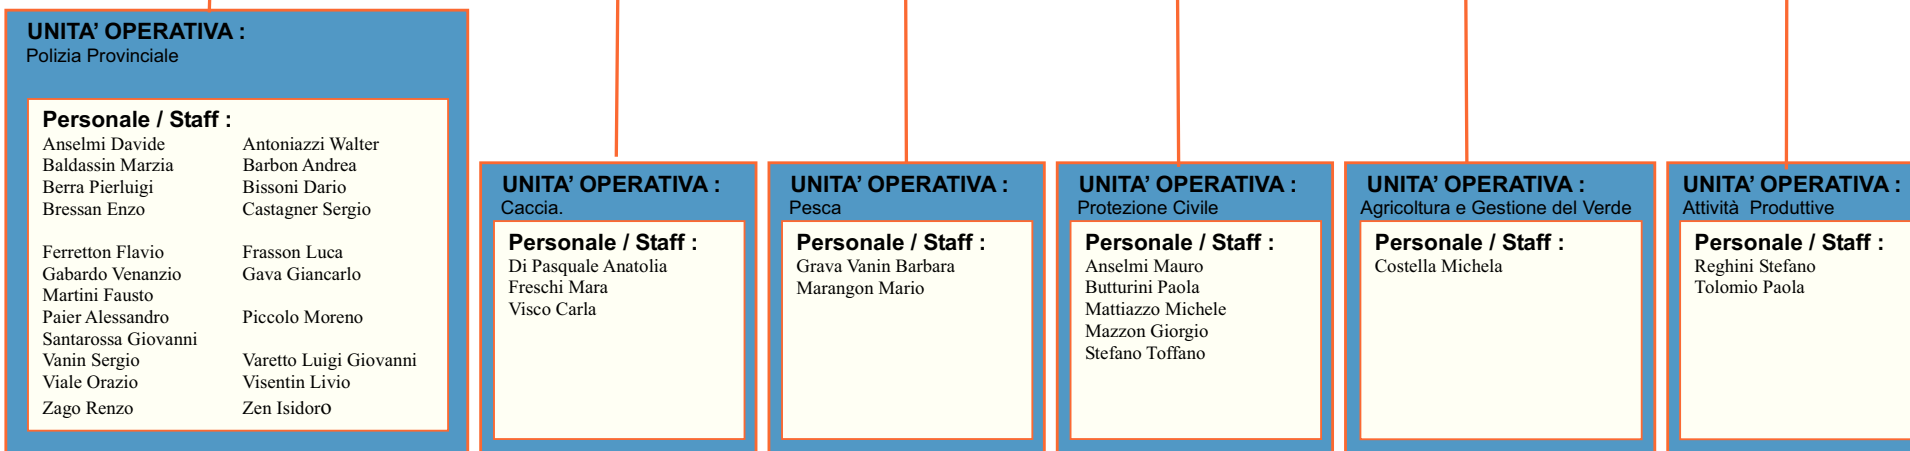 UNITA’ OPERATIVA :
Polizia Provinciale
Personale / Staff :
Anselmi Davide Antoniazzi Walter
Baldassin Marzia Barbon Andrea
Berra Pierluigi Bissoni Dario
Bressan Enzo Castagner Sergio
Ferretton Flavio Frasson Luca
Gabardo Venanzio Gava Giancarlo
Martini Fausto
Paier Alessandro Piccolo Moreno
Santarossa Giovanni
Vanin Sergio Varetto Luigi Giovanni
Viale Orazio Visentin Livio
Zago Renzo Zen Isidoro
UNITA’ OPERATIVA :
Caccia.
Personale / Staff :
Di Pasquale Anatolia
Freschi Mara
Visco Carla
UNITA’ OPERATIVA :
Pesca
Personale / Staff :
Grava Vanin Barbara
Marangon Mario
UNITA’ OPERATIVA :
Protezione Civile
Personale / Staff :
Anselmi Mauro
Butturini Paola
Mattiazzo Michele
Mazzon Giorgio
Stefano Toffano
UNITA’ OPERATIVA :
Agricoltura e Gestione del Verde
Personale / Staff :
Costella Michela
UNITA’ OPERATIVA :
Attività  Produttive
Personale / Staff :
Reghini Stefano
Tolomio Paola